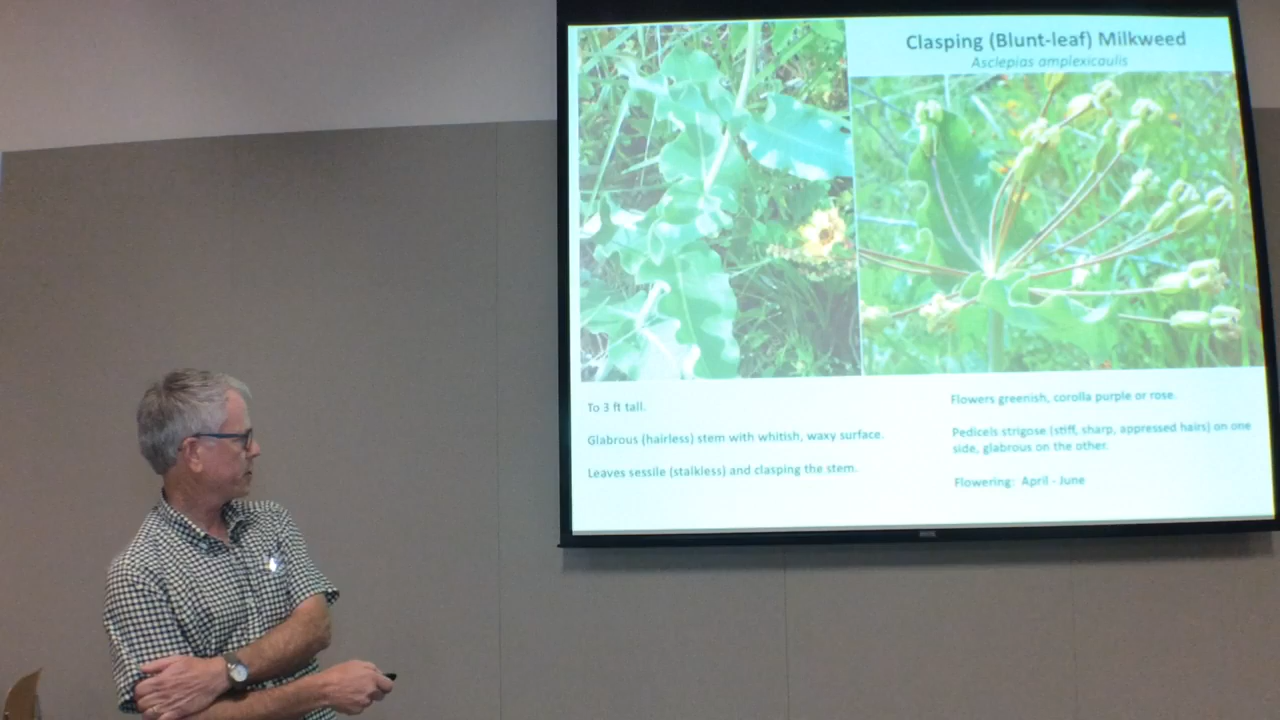 Clasping (Blunt-leaf) Milkweed
Asclepias amplexicaulis
To 3 ft tall.
Glabrous (hairless) stem with whitish, waxy surface.
Leaves sessile (stalkless) and clasping the stem.
Flowers greenish, corolla purple or rose.
Pedicels strigose (stiff, sharp, appressed hairs) on one
side, glabrous on the other.
Flowering: April - June